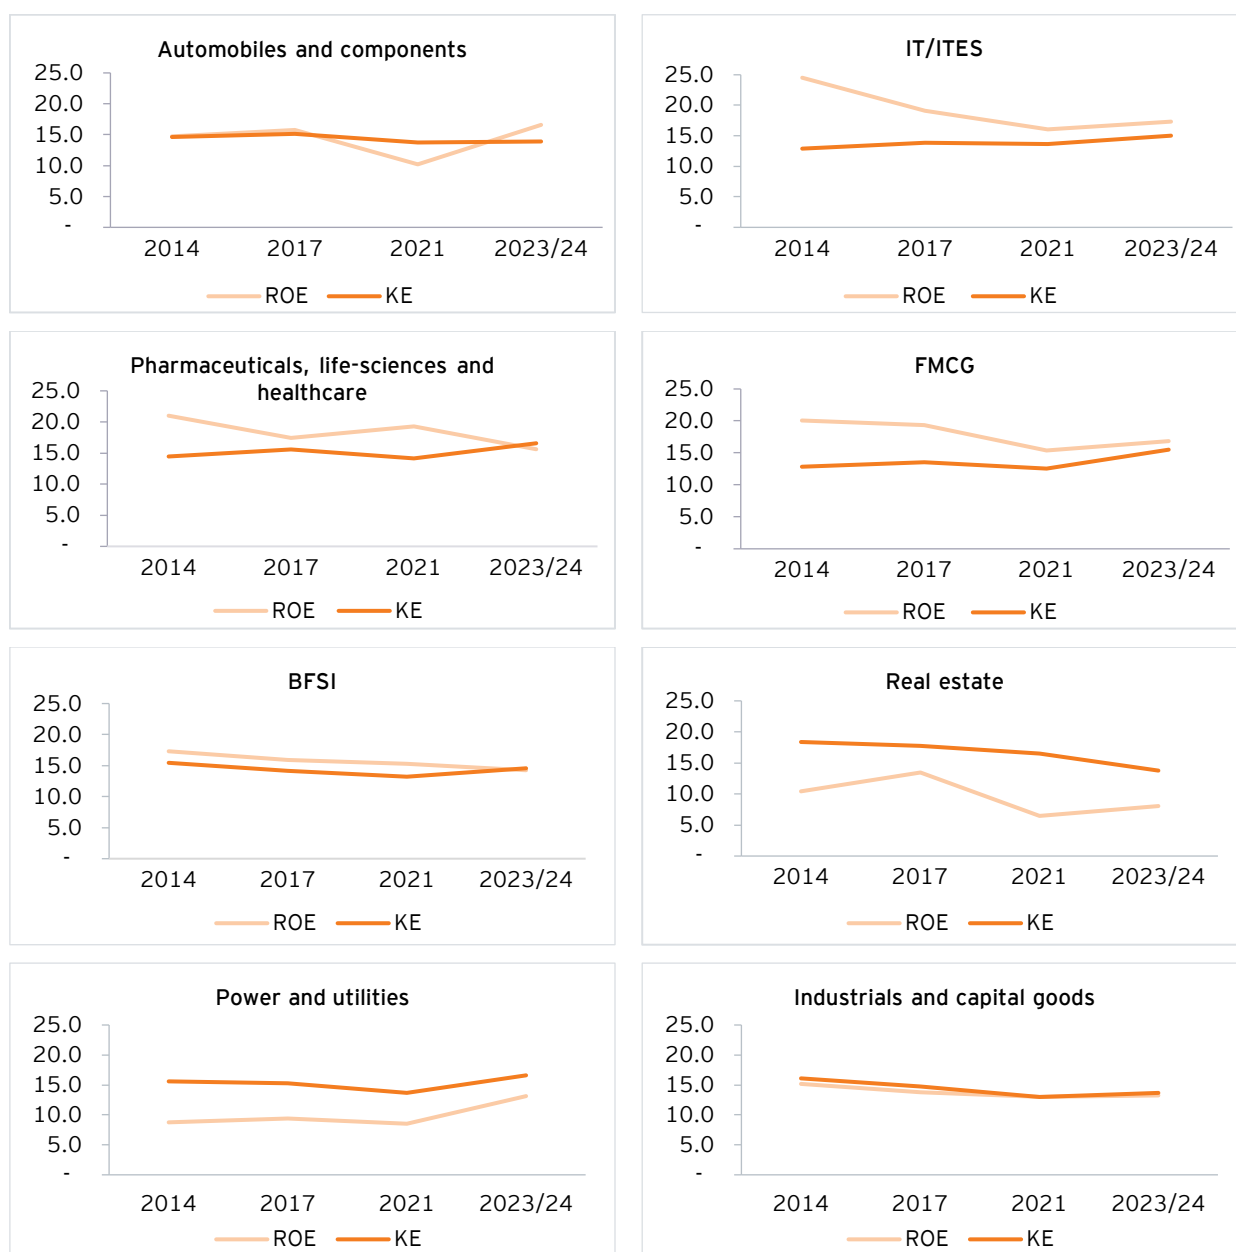 Automobiles and components
25.0
20.0
15.0
10.0
5.0
-
2014 2017 2021 2023/24
ROE KE
IT/ITES
25.0
20.0
15.0
10.0
5.0
-
2014 2017 2021 2023/24
ROE KE
Pharmaceuticals, life-sciences and
healthcare
25.0
20.0
15.0
10.0
5.0
-
2014 2017 2021 2023/24
ROE KE
FMCG
25.0
20.0
15.0
10.0
5.0
-
2014 2017 2021 2023/24
ROE KE
BFSI
25.0
20.0
15.0
10.0
5.0
-
2014 2017 2021 2023/24
ROE KE
Real estate
25.0
20.0
15.0
10.0
5.0
-
2014 2017 2021 2023/24
ROE KE
Power and utilities
25.0
20.0
15.0
10.0
5.0
-
2014 2017 2021 2023/24
ROE KE
Industrials and capital goods
25.0
20.0
15.0
10.0
5.0
-
2014 2017 2021 2023/24
ROE KE